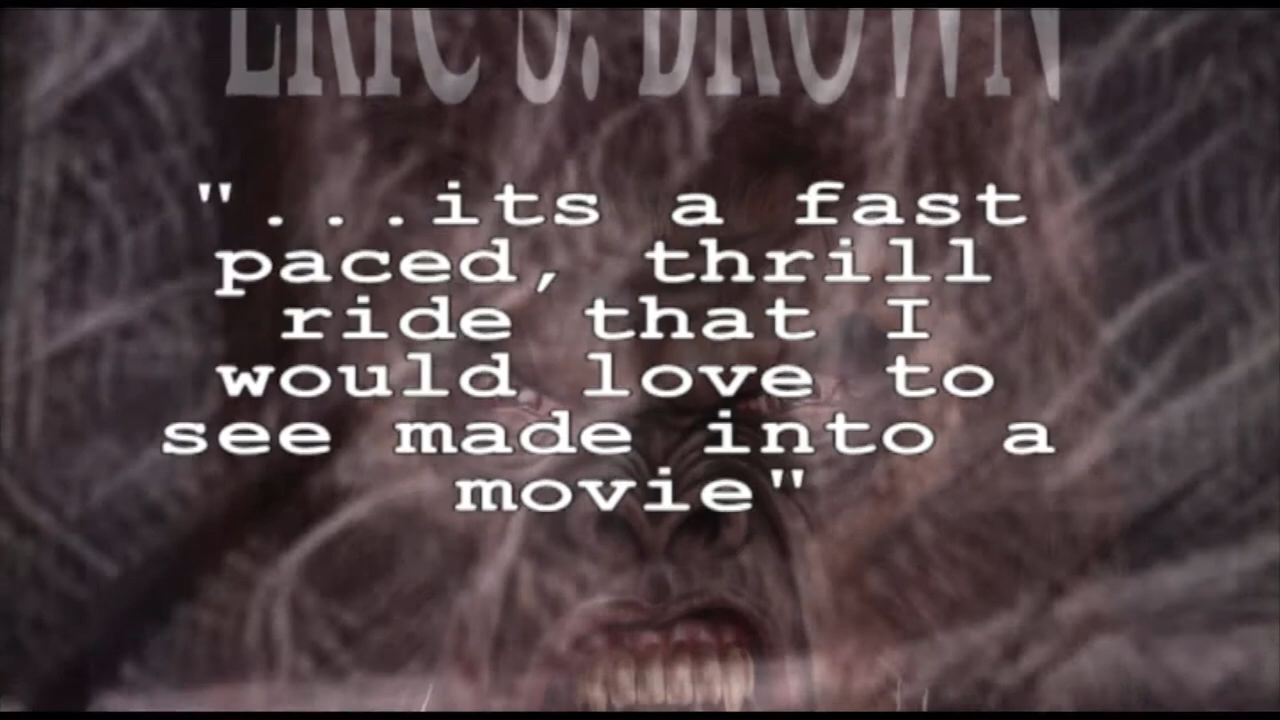 ERIC S. BROWN
"...its a fast
paced, thrill
ride that I
would love to
see made into a
movie"